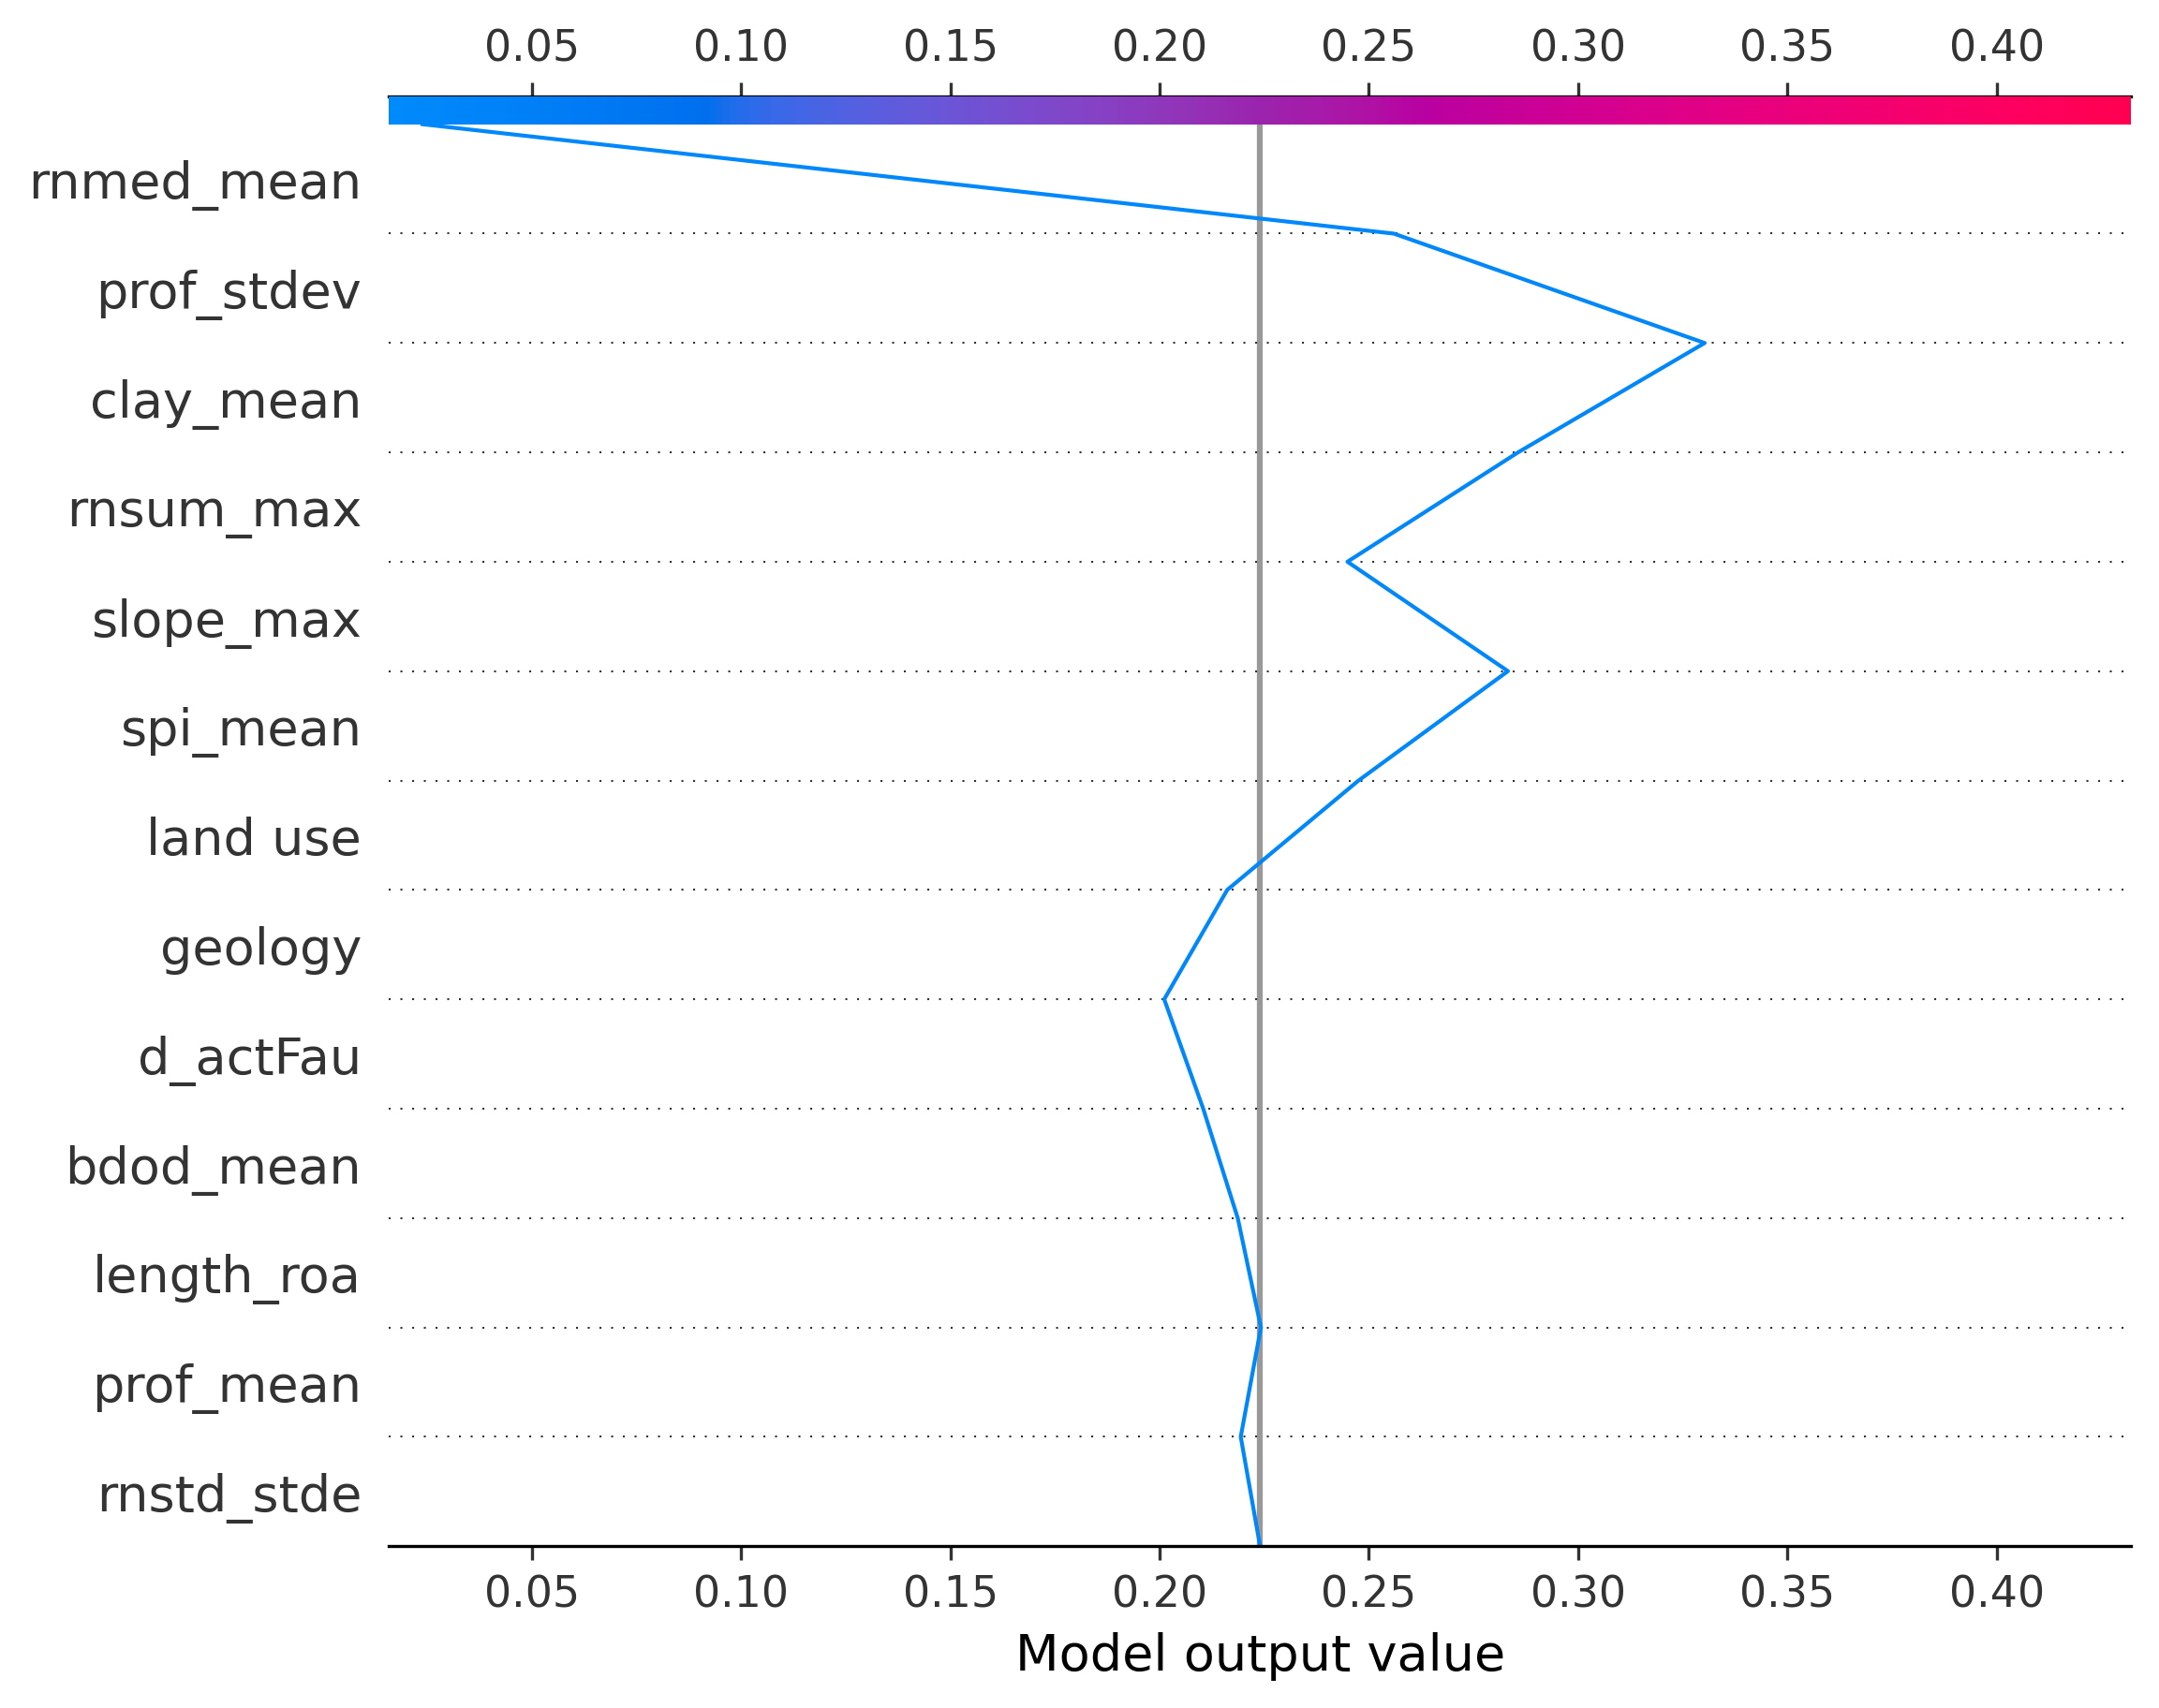 0.05 0.10 0.15 0.20 0.25 0.30 0.35 0.40
rnmed_mean
prof_stdev
clay_mean
rnsum_max
slope_max
spi_mean
land use
geology
d_actFau
bdod_mean
length_roa
prof_mean
rnstd_stde
0.05 0.10 0.15 0.20 0.25 0.30 0.35 0.40
Model output value